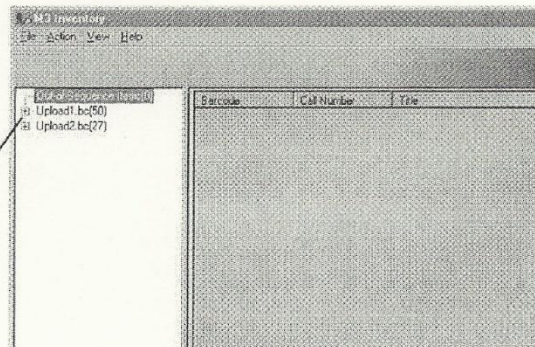 M3 Inventory
File Action View Help
Barcode Call Number Title
Upload1.bc(50)
Upload2.bc(27)